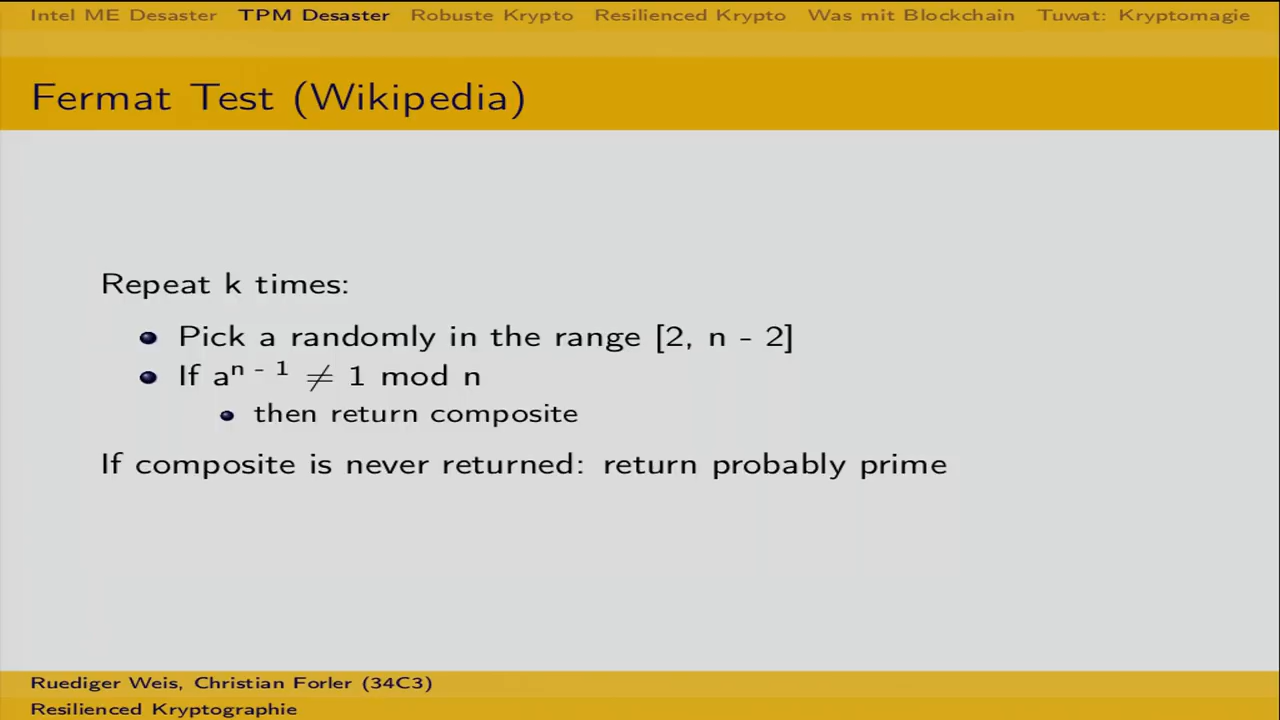 Intel ME Desaster TPM Desaster Robuste Krypto Resilienced Krypto Was mit Blockchain Tuwat: Kryptomagie
Fermat Test (Wikipedia)
Repeat k times:
Pick a randomly in the range [2, n - 2]
If aⁿ ⁻ ¹ ≠ 1 mod n
then return composite
If composite is never returned: return probably prime
Ruediger Weis, Christian Forler (34C3)
Resilienced Kryptographie